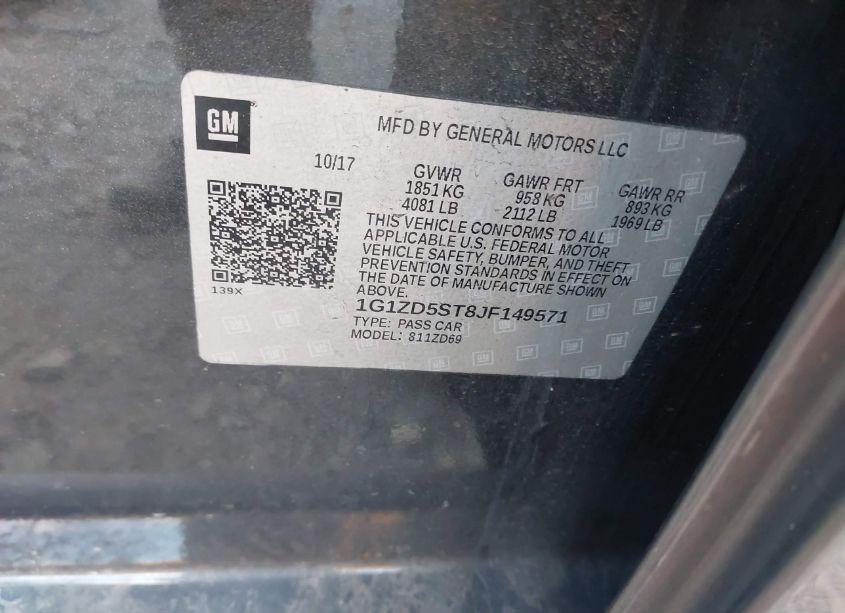 GM
MFD BY GENERAL MOTORS LLC
10/17
GVWR
1851 KG
4081 LB
GAWR FRT
958 KG
2112 LB
GAWR RR
893 KG
1969 LB
THIS VEHICLE CONFORMS TO ALL
APPLICABLE U.S. FEDERAL MOTOR
VEHICLE SAFETY, BUMPER, AND THEFT
PREVENTION STANDARDS IN EFFECT ON
THE DATE OF MANUFACTURE SHOWN
ABOVE.
139X
1G1ZD5ST8JF149571
TYPE: PASS CAR
MODEL: 811ZD69